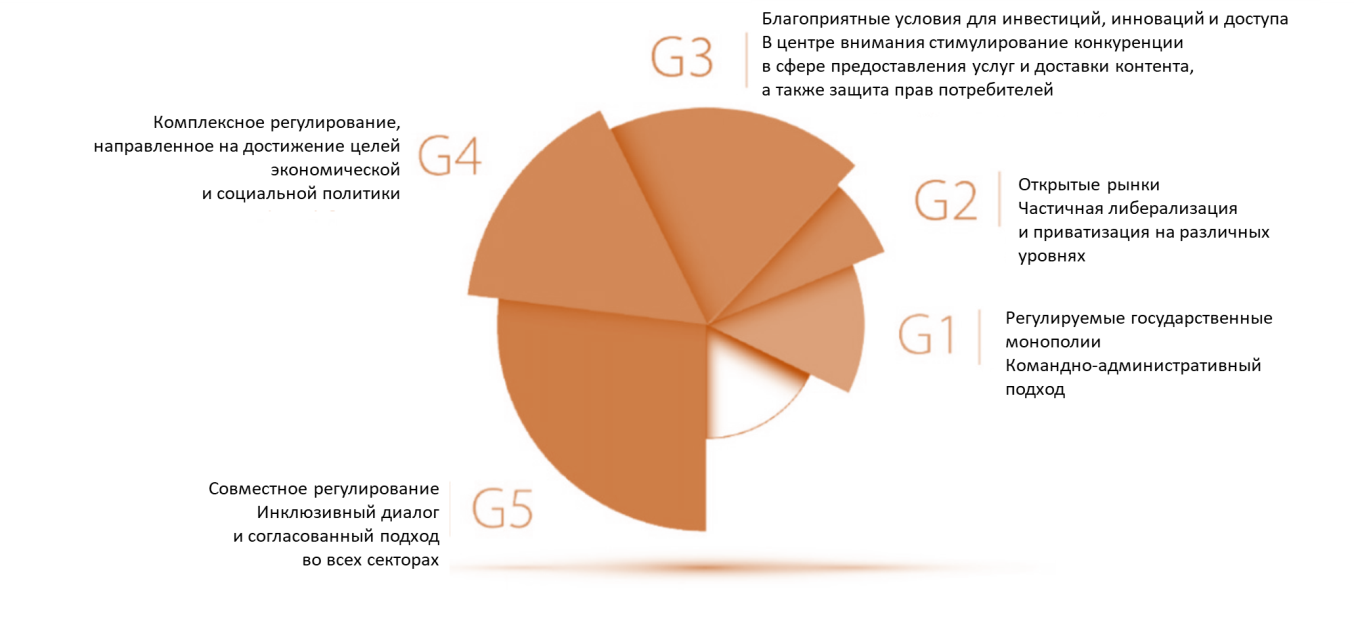 G3
Благоприятные условия для инвестиций, инноваций и доступа
В центре внимания стимулирование конкуренции
в сфере предоставления услуг и доставки контента,
а также защита прав потребителей
Комплексное регулирование,
направленное на достижение целей
экономической
и социальной политики
G4
G2
Открытые рынки
Частичная либерализация
и приватизация на различных
уровнях
G1
Регулируемые государственные
монополии
Командно-административный
подход
Совместное регулирование
Инклюзивный диалог
и согласованный подход
во всех секторах
G5